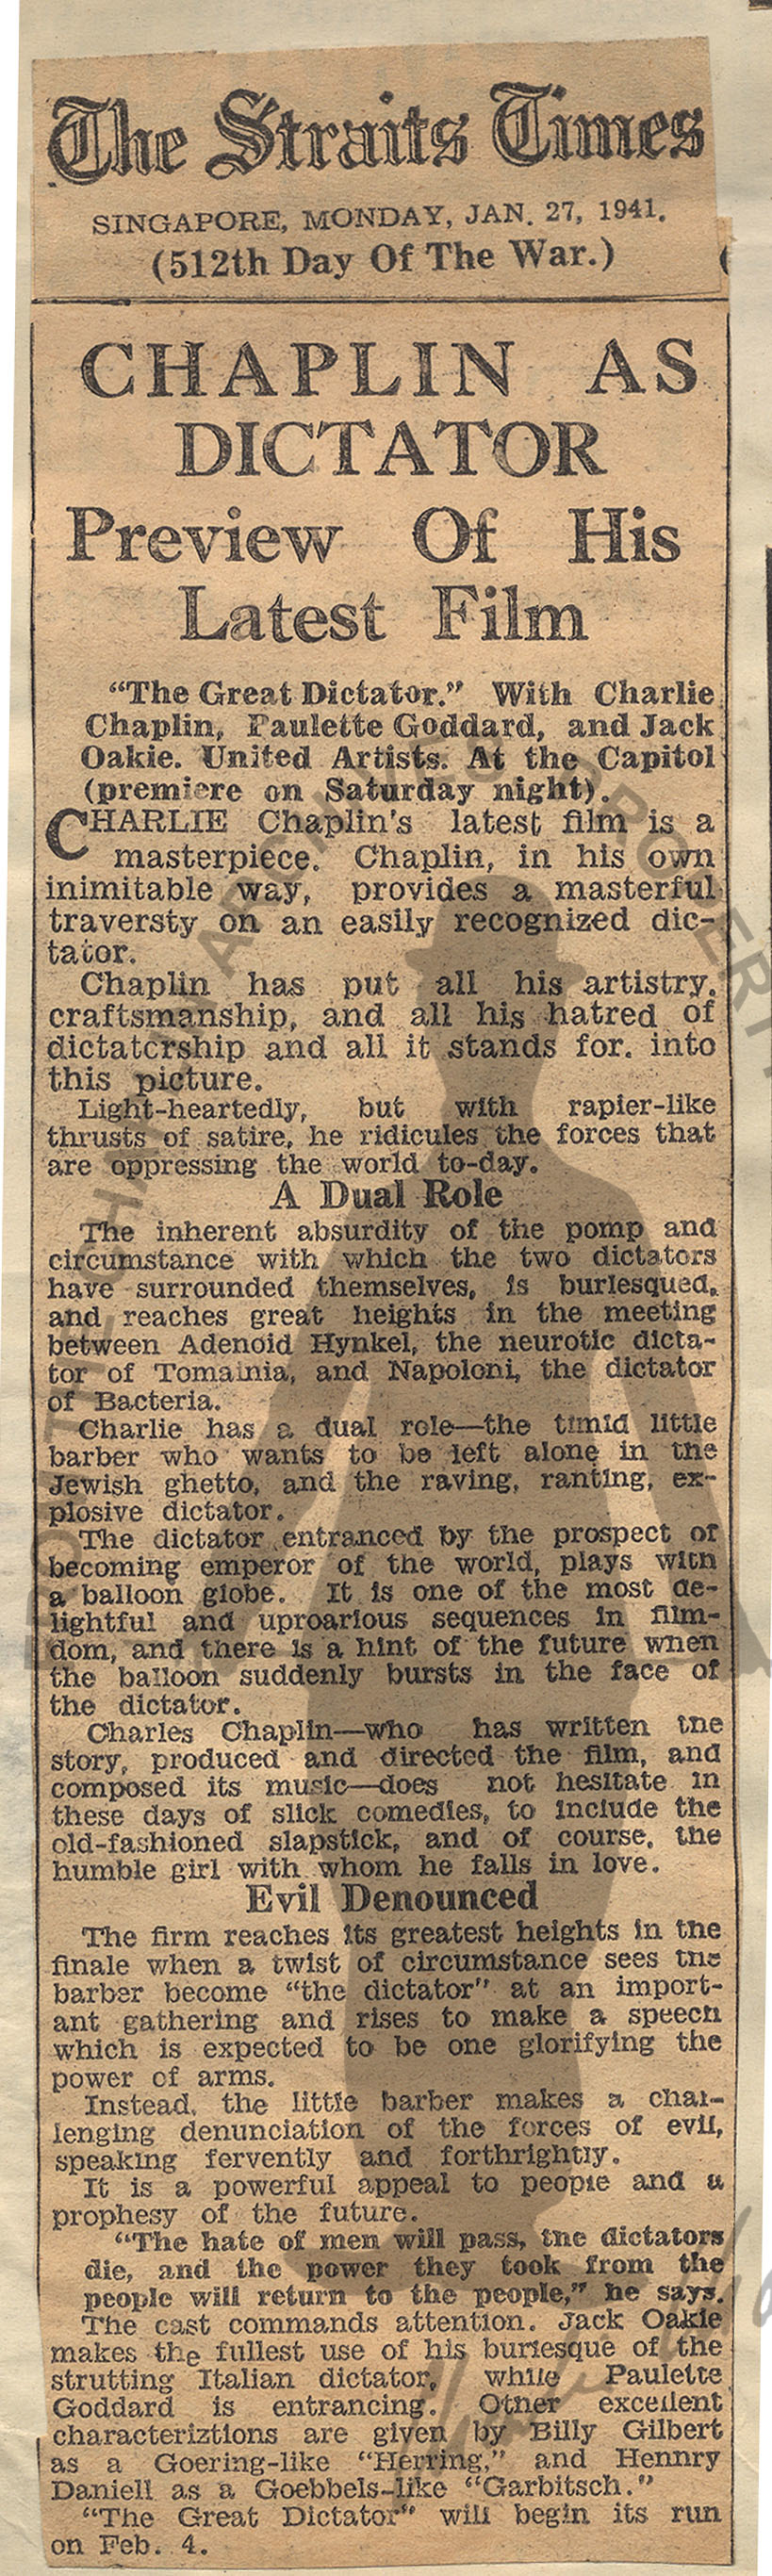 The Straits Times
SINGAPORE, MONDAY, JAN. 27, 1941.
(512th Day Of The War.)
CHAPLIN AS
DICTATOR
Preview Of His
Latest Film
"The Great Dictator." With Charlie
Chaplin, Paulette Goddard, and Jack
Oakie. United Artists. At the Capitol
(premiere on Saturday night).
CHARLIE Chaplin's latest film is a
masterpiece. Chaplin, in his own
inimitable way, provides a masterful
traversty on an easily recognized dic-
tator.
Chaplin has put all his artistry,
craftsmanship, and all his hatred of
dictatorship and all it stands for, into
this picture.
Light-heartedly, but with rapier-like
thrusts of satire, he ridicules the forces that
are oppressing the world to-day.
A Dual Role
The inherent absurdity of the pomp and
circumstance with which the two dictators
have surrounded themselves, is burlesqued,
and reaches great heights in the meeting
between Adenoid Hynkel, the neurotic dicta-
tor of Tomainia, and Napoloni, the dictator
of Bacteria.
Charlie has a dual role—the timid little
barber who wants to be left alone in the
Jewish ghetto, and the raving, ranting, ex-
plosive dictator.
The dictator entranced by the prospect of
becoming emperor of the world, plays with
a balloon globe. It is one of the most de-
lightful and uproarious sequences in film-
dom, and there is a hint of the future when
the balloon suddenly bursts in the face of
the dictator.
Charles Chaplin—who has written the
story, produced and directed the film, and
composed its music—does not hesitate in
these days of slick comedies, to include the
old-fashioned slapstick, and of course, the
humble girl with whom he falls in love.
Evil Denounced
The firm reaches its greatest heights in the
finale when a twist of circumstance sees the
barber become "the dictator" at an import-
ant gathering and rises to make a speech
which is expected to be one glorifying the
power of arms.
Instead, the little barber makes a chal-
lenging denunciation of the forces of evil,
speaking fervently and forthrightly.
It is a powerful appeal to people and a
prophesy of the future.
"The hate of men will pass, the dictators
die, and the power they took from the
people will return to the people," he says.
The cast commands attention. Jack Oakie
makes the fullest use of his burlesque of the
strutting Italian dictator, while Paulette
Goddard is entrancing. Other excellent
characteriztions are given by Billy Gilbert
as a Goering-like "Herring," and Hennry
Daniell as a Goebbels-like "Garbitsch."
"The Great Dictator" will begin its run
on Feb. 4.